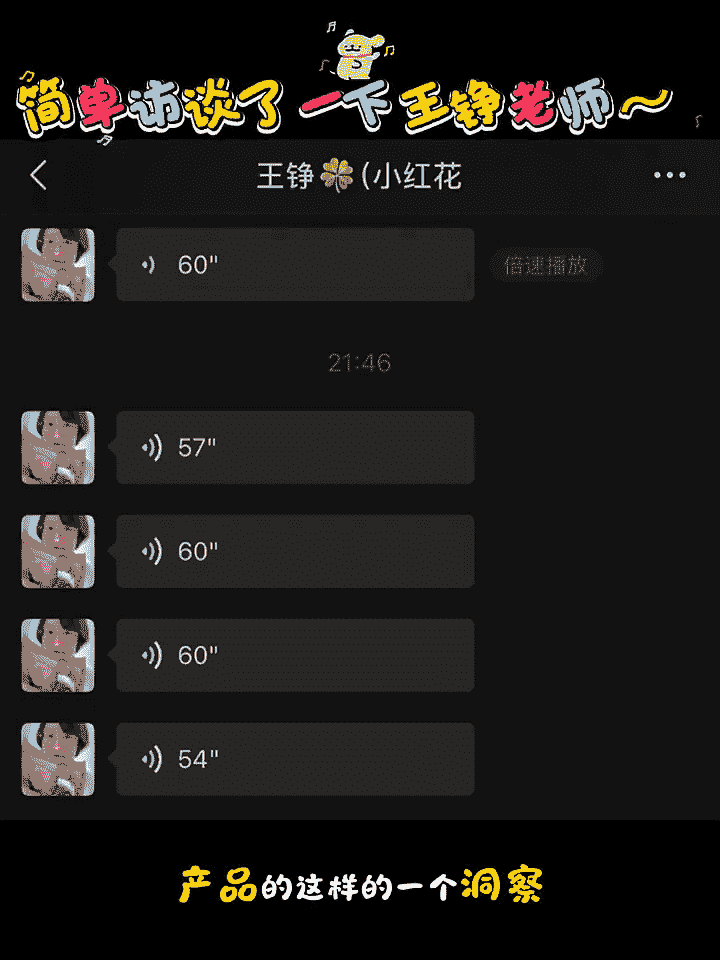 简单访谈了一下王铮老师～
王铮🍀(小红花
60"
倍速播放
21:46
57"
60"
60"
54"
产品的这样的一个洞察